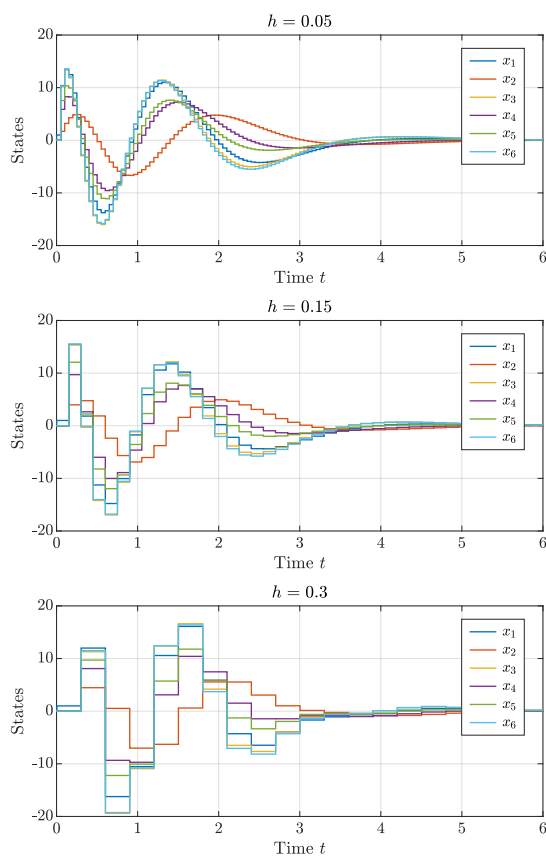 h = 0.05
20
10
0
-10
-20
States
x₁
x₂
x₃
x₄
x₅
x₆
0 1 2 3 4 5 6
Time t
h = 0.15
20
10
0
-10
-20
States
x₁
x₂
x₃
x₄
x₅
x₆
0 1 2 3 4 5 6
Time t
h = 0.3
20
10
0
-10
-20
States
x₁
x₂
x₃
x₄
x₅
x₆
0 1 2 3 4 5 6
Time t